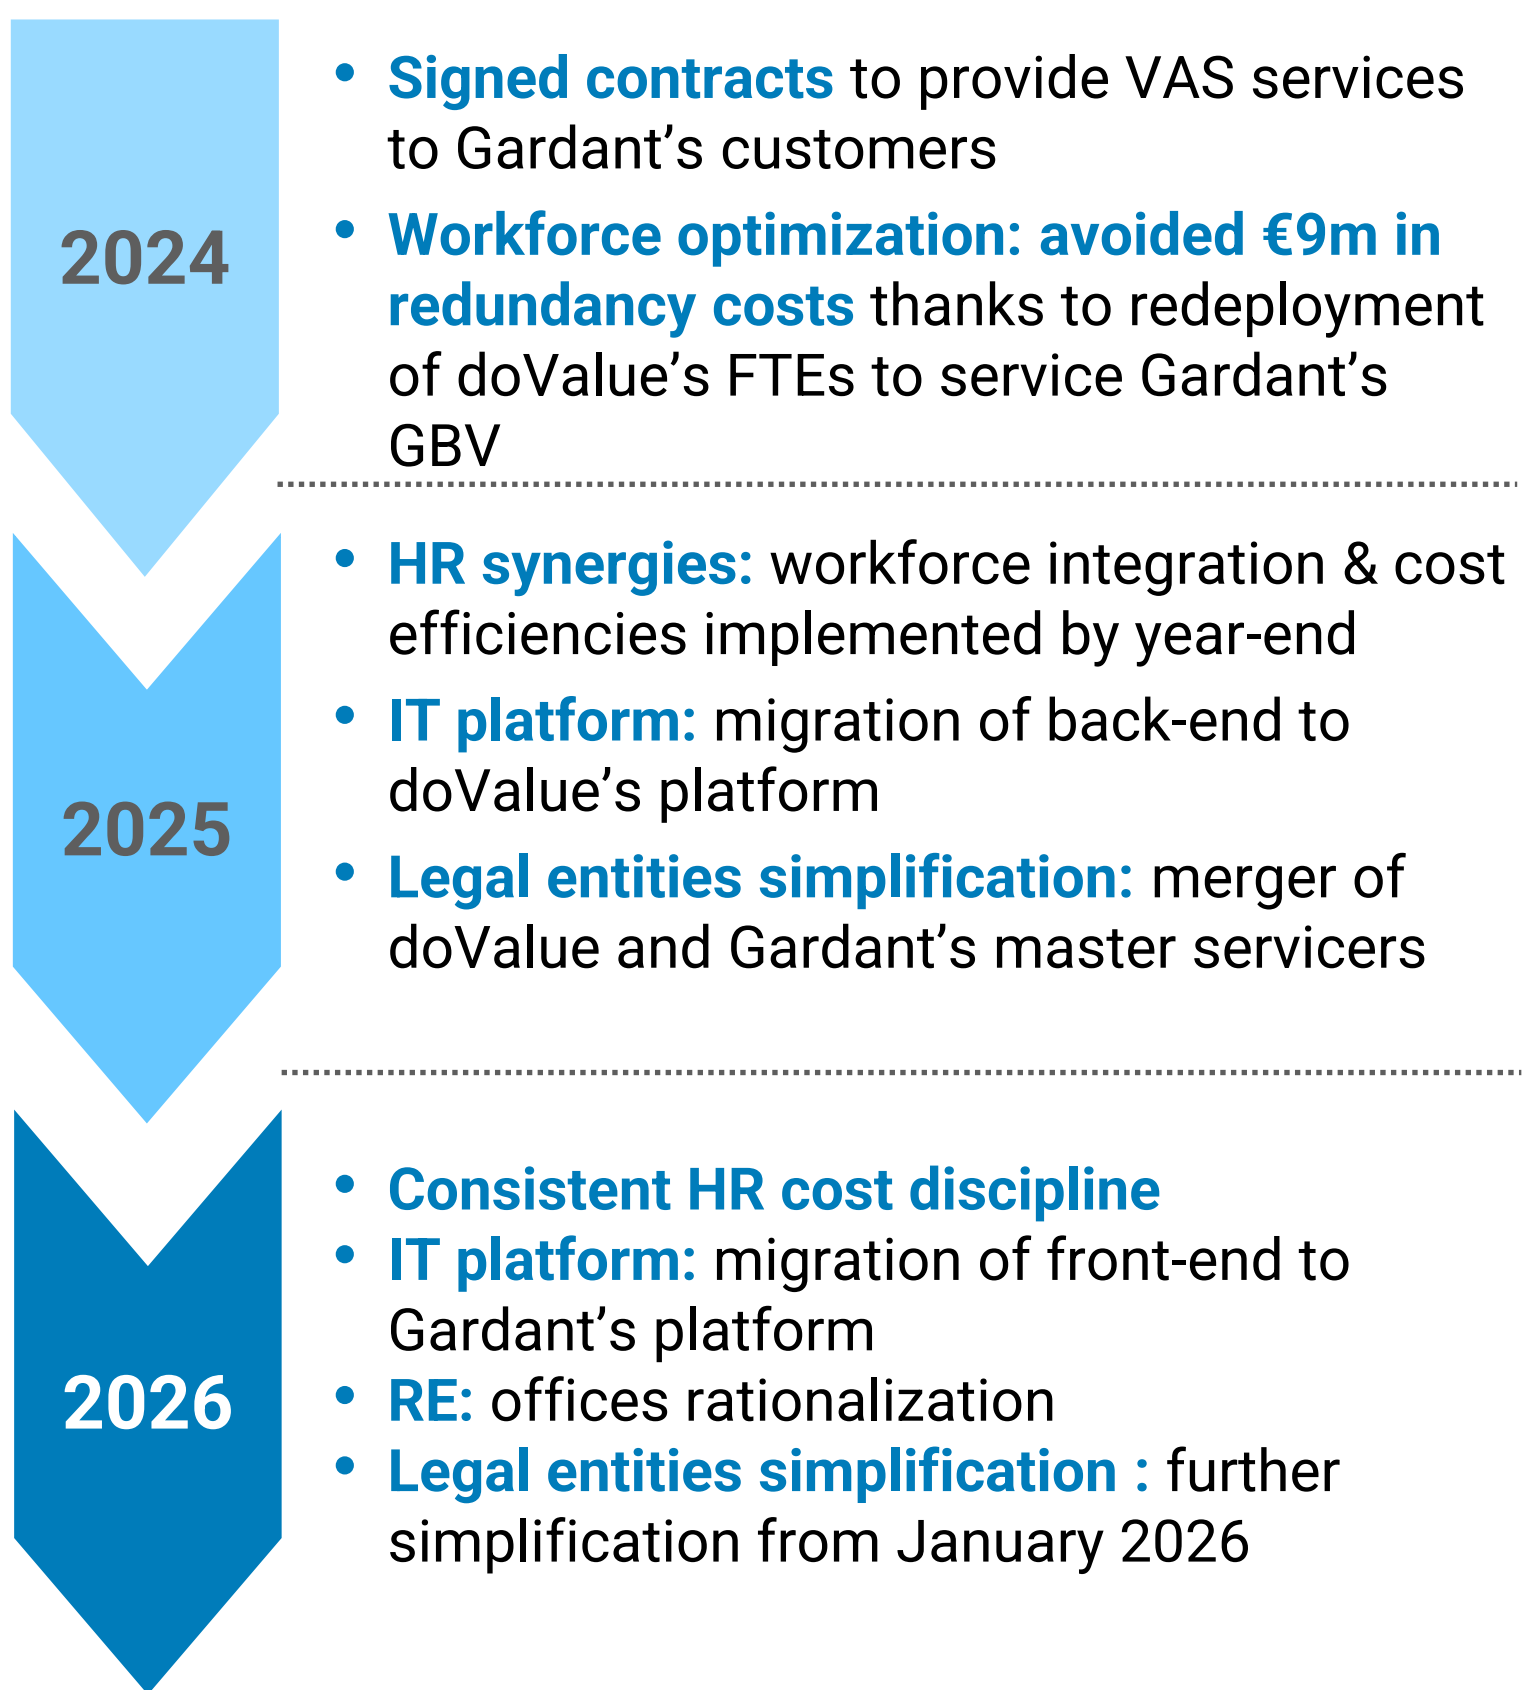 2024
• Signed contracts to provide VAS services
to Gardant’s customers
• Workforce optimization: avoided €9m in
redundancy costs thanks to redeployment
of doValue’s FTEs to service Gardant’s
GBV
2025
• HR synergies: workforce integration & cost
efficiencies implemented by year-end
• IT platform: migration of back-end to
doValue’s platform
• Legal entities simplification: merger of
doValue and Gardant’s master servicers
2026
• Consistent HR cost discipline
• IT platform: migration of front-end to
Gardant’s platform
• RE: offices rationalization
• Legal entities simplification : further
simplification from January 2026